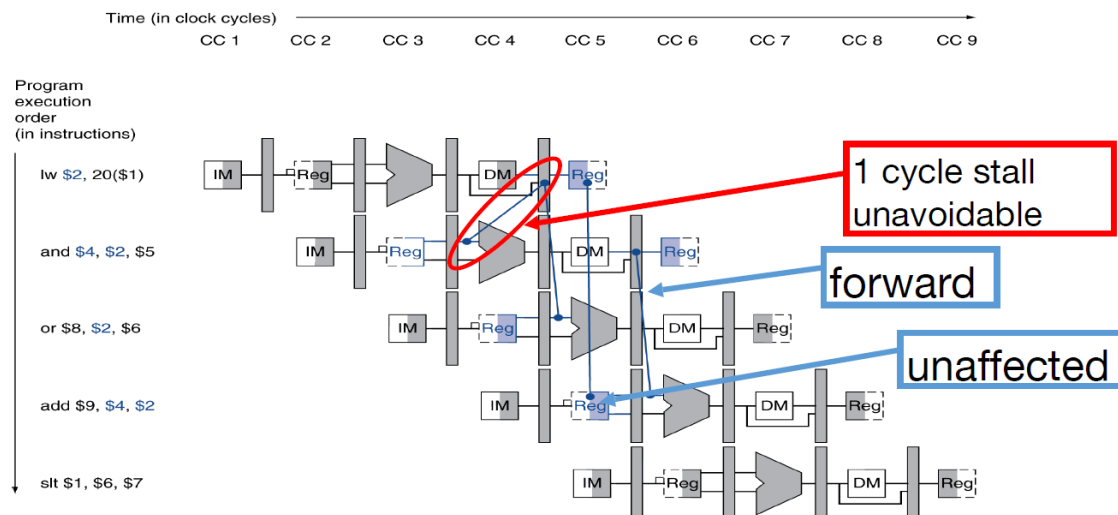 Time (in clock cycles)
CC 1 CC 2 CC 3 CC 4 CC 5 CC 6 CC 7 CC 8 CC 9
Program
execution
order
(in instructions)
lw $2, 20($1)
IM Reg DM Reg
1 cycle stall
unavoidable
and $4, $2, $5
IM Reg DM Reg
forward
or $8, $2, $6
IM Reg DM Reg
unaffected
add $9, $4, $2
IM Reg DM Reg
slt $1, $6, $7
IM Reg DM Reg